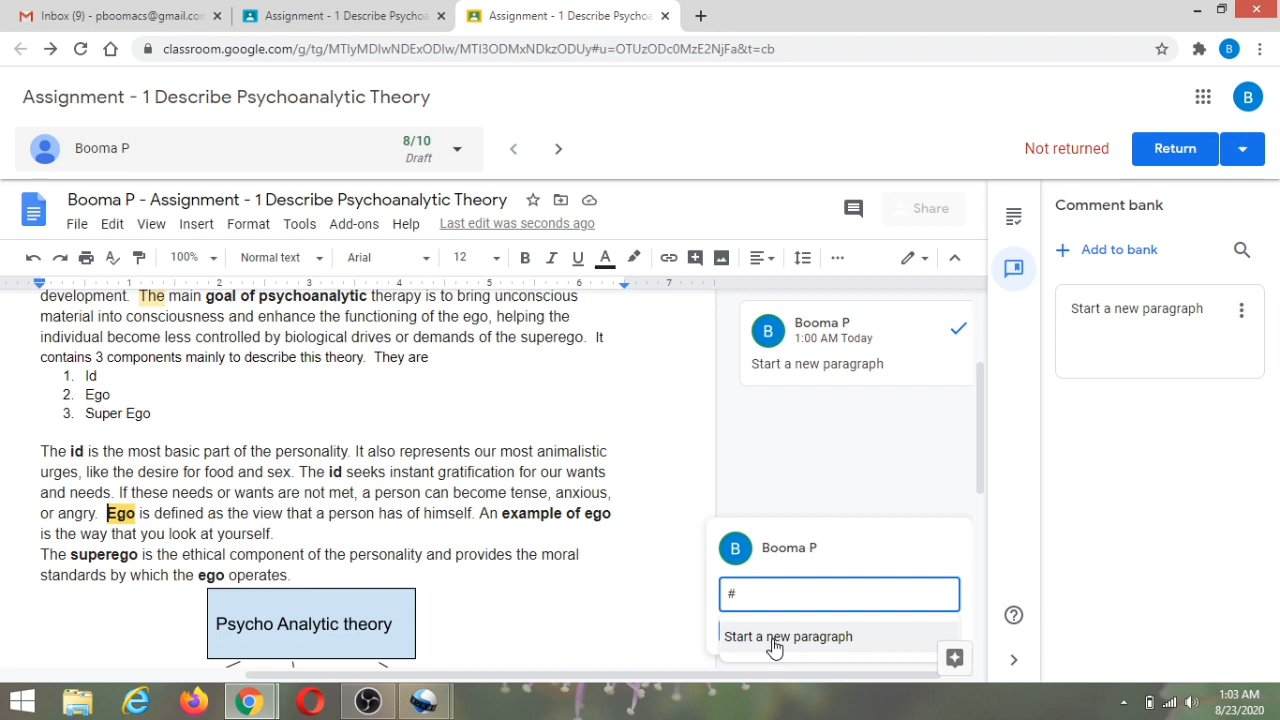 Inbox (9) - pboomacs@gmail.con
Assignment - 1 Describe Psychoa
Assignment - 1 Describe Psychoa
classroom.google.com/g/tg/MTIyMDIwNDExODIw/MTI3ODMxNDkzODUy#u=OTUzODc0MzE2NjFa&t=cb
B
Assignment - 1 Describe Psychoanalytic Theory
B
Booma P
8/10
Draft
Not returned
Return
Booma P - Assignment - 1 Describe Psychoanalytic Theory
File Edit View Insert Format Tools Add-ons Help Last edit was seconds ago
Share
100% Normal text Arial 12 B I U A
1 2 3 4 5 6 7
development. The main goal of psychoanalytic therapy is to bring unconscious
material into consciousness and enhance the functioning of the ego, helping the
individual become less controlled by biological drives or demands of the superego. It
contains 3 components mainly to describe this theory. They are
1. Id
2. Ego
3. Super Ego
The id is the most basic part of the personality. It also represents our most animalistic
urges, like the desire for food and sex. The id seeks instant gratification for our wants
and needs. If these needs or wants are not met, a person can become tense, anxious,
or angry. Ego is defined as the view that a person has of himself. An example of ego
is the way that you look at yourself.
The superego is the ethical component of the personality and provides the moral
standards by which the ego operates.
Psycho Analytic theory
B
Booma P
1:00 AM Today
Start a new paragraph
B
Booma P
#
Start a new paragraph
Comment bank
Add to bank
Start a new paragraph
1:03 AM
8/23/2020